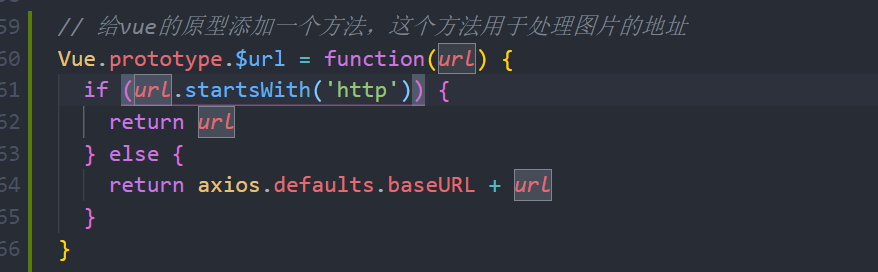 59 // 给vue的原型添加一个方法，这个方法用于处理图片的地址
60 Vue.prototype.$url = function(url) {
61 if (url.startsWith('http')) {
62 return url
63 } else {
64 return axios.defaults.baseURL + url
65 }
66 }